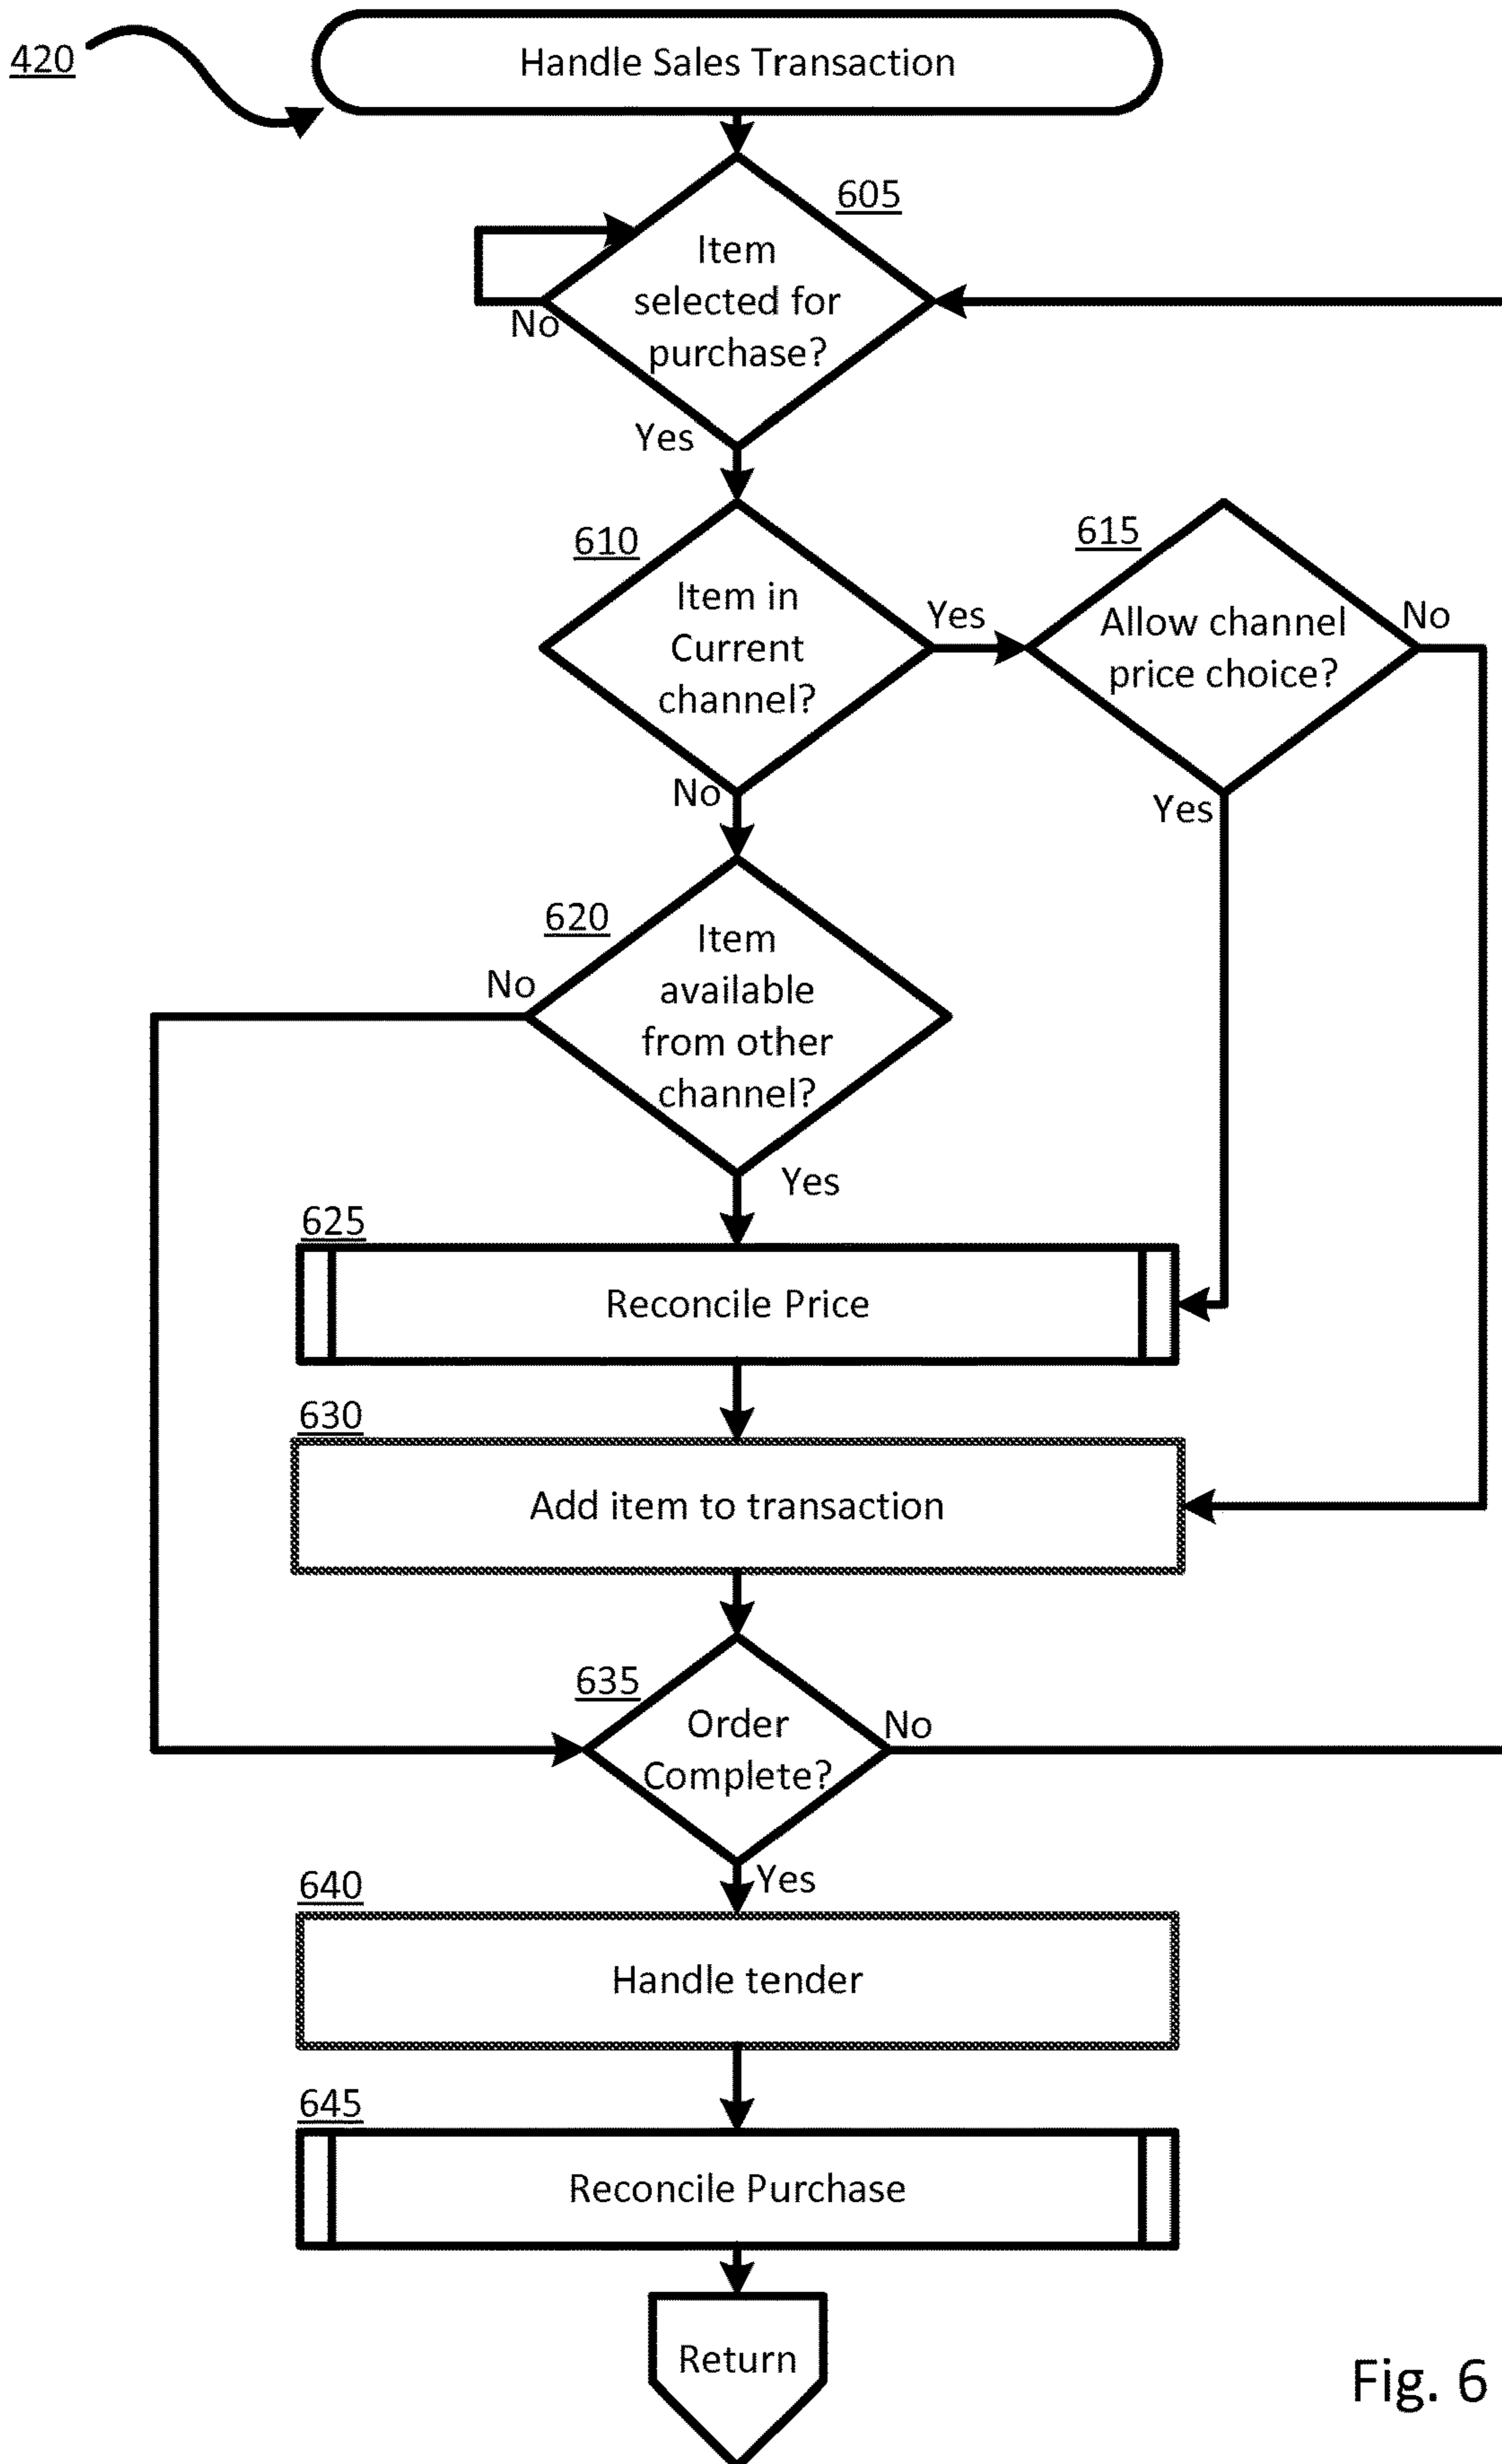 420
Handle Sales Transaction
605
Item
selected for
purchase?
No
Yes
610
Item in
Current
channel?
Yes
No
615
Allow channel
price choice?
No
Yes
620
Item
available
from other
channel?
No
Yes
625
Reconcile Price
630
Add item to transaction
635
Order
Complete?
No
Yes
640
Handle tender
645
Reconcile Purchase
Return
Fig. 6